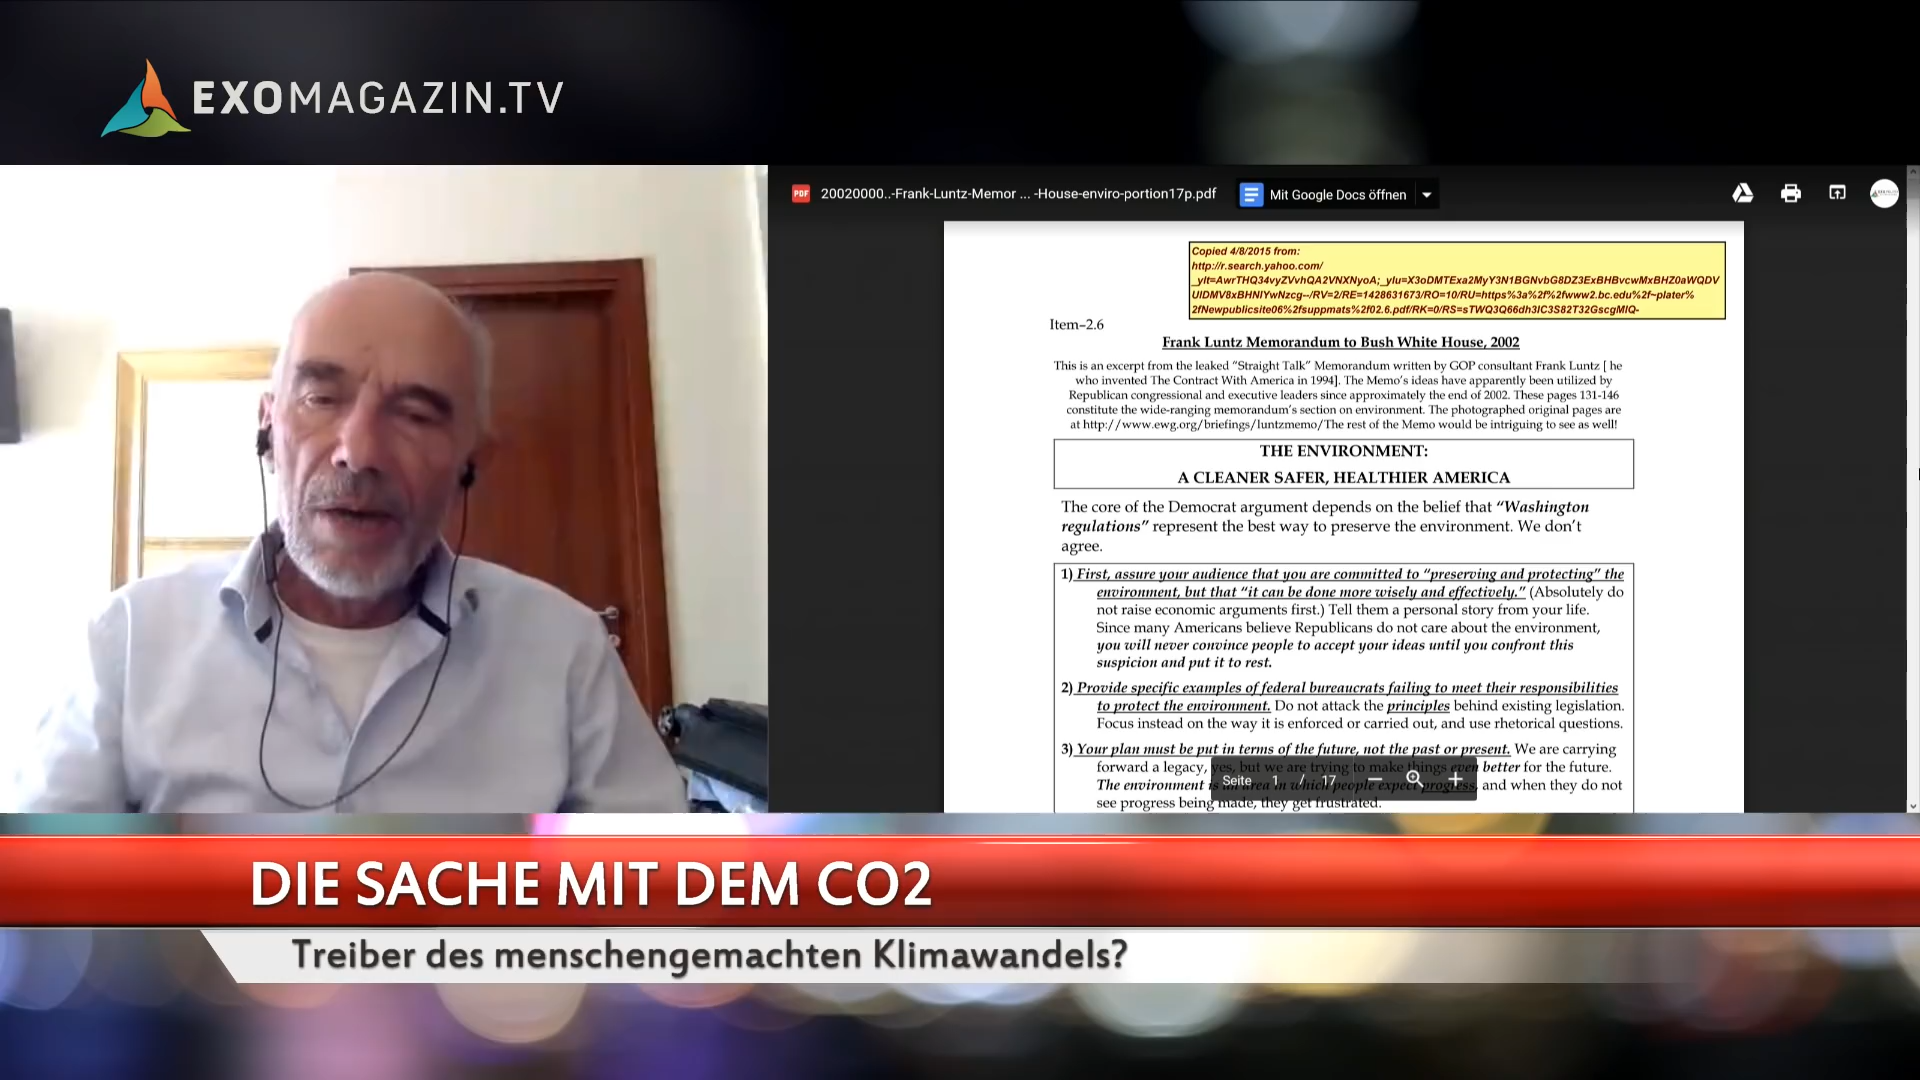 EXOMAGAZIN.TV
20020000..-Frank-Luntz-Memor ... -House-enviro-portion17p.pdf
Mit Google Docs öffnen
Copied 4/8/2015 from:
http://r.search.yahoo.com/
Item–2.6
Frank Luntz Memorandum to Bush White House, 2002
This is an excerpt from the leaked “Straight Talk” Memorandum written by GOP consultant Frank Luntz [ he
who invented The Contract With America in 1994]. The Memo’s ideas have apparently been utilized by
Republican congressional and executive leaders since approximately the end of 2002. These pages 131-146
constitute the wide-ranging memorandum’s section on environment. The photographed original pages are
at http://www.ewg.org/briefings/luntzmemo/The rest of the Memo would be intriguing to see as well!
THE ENVIRONMENT:
A CLEANER SAFER, HEALTHIER AMERICA
The core of the Democrat argument depends on the belief that “Washington
regulations” represent the best way to preserve the environment. We don’t
agree.
1) First, assure your audience that you are committed to “preserving and protecting” the
environment, but that “it can be done more wisely and effectively.” (Absolutely do
not raise economic arguments first.) Tell them a personal story from your life.
Since many Americans believe Republicans do not care about the environment,
you will never convince people to accept your ideas until you confront this
suspicion and put it to rest.
2) Provide specific examples of federal bureaucrats failing to meet their responsibilities
to protect the environment. Do not attack the principles behind existing legislation.
Focus instead on the way it is enforced or carried out, and use rhetorical questions.
3) Your plan must be put in terms of the future, not the past or present. We are carrying
forward a legacy, yes, but we are trying to make things even better for the future.
The environment is an area in which people expect progress, and when they do not
see progress being made, they get frustrated.
Seite 1 / 17
DIE SACHE MIT DEM CO2
Treiber des menschengemachten Klimawandels?